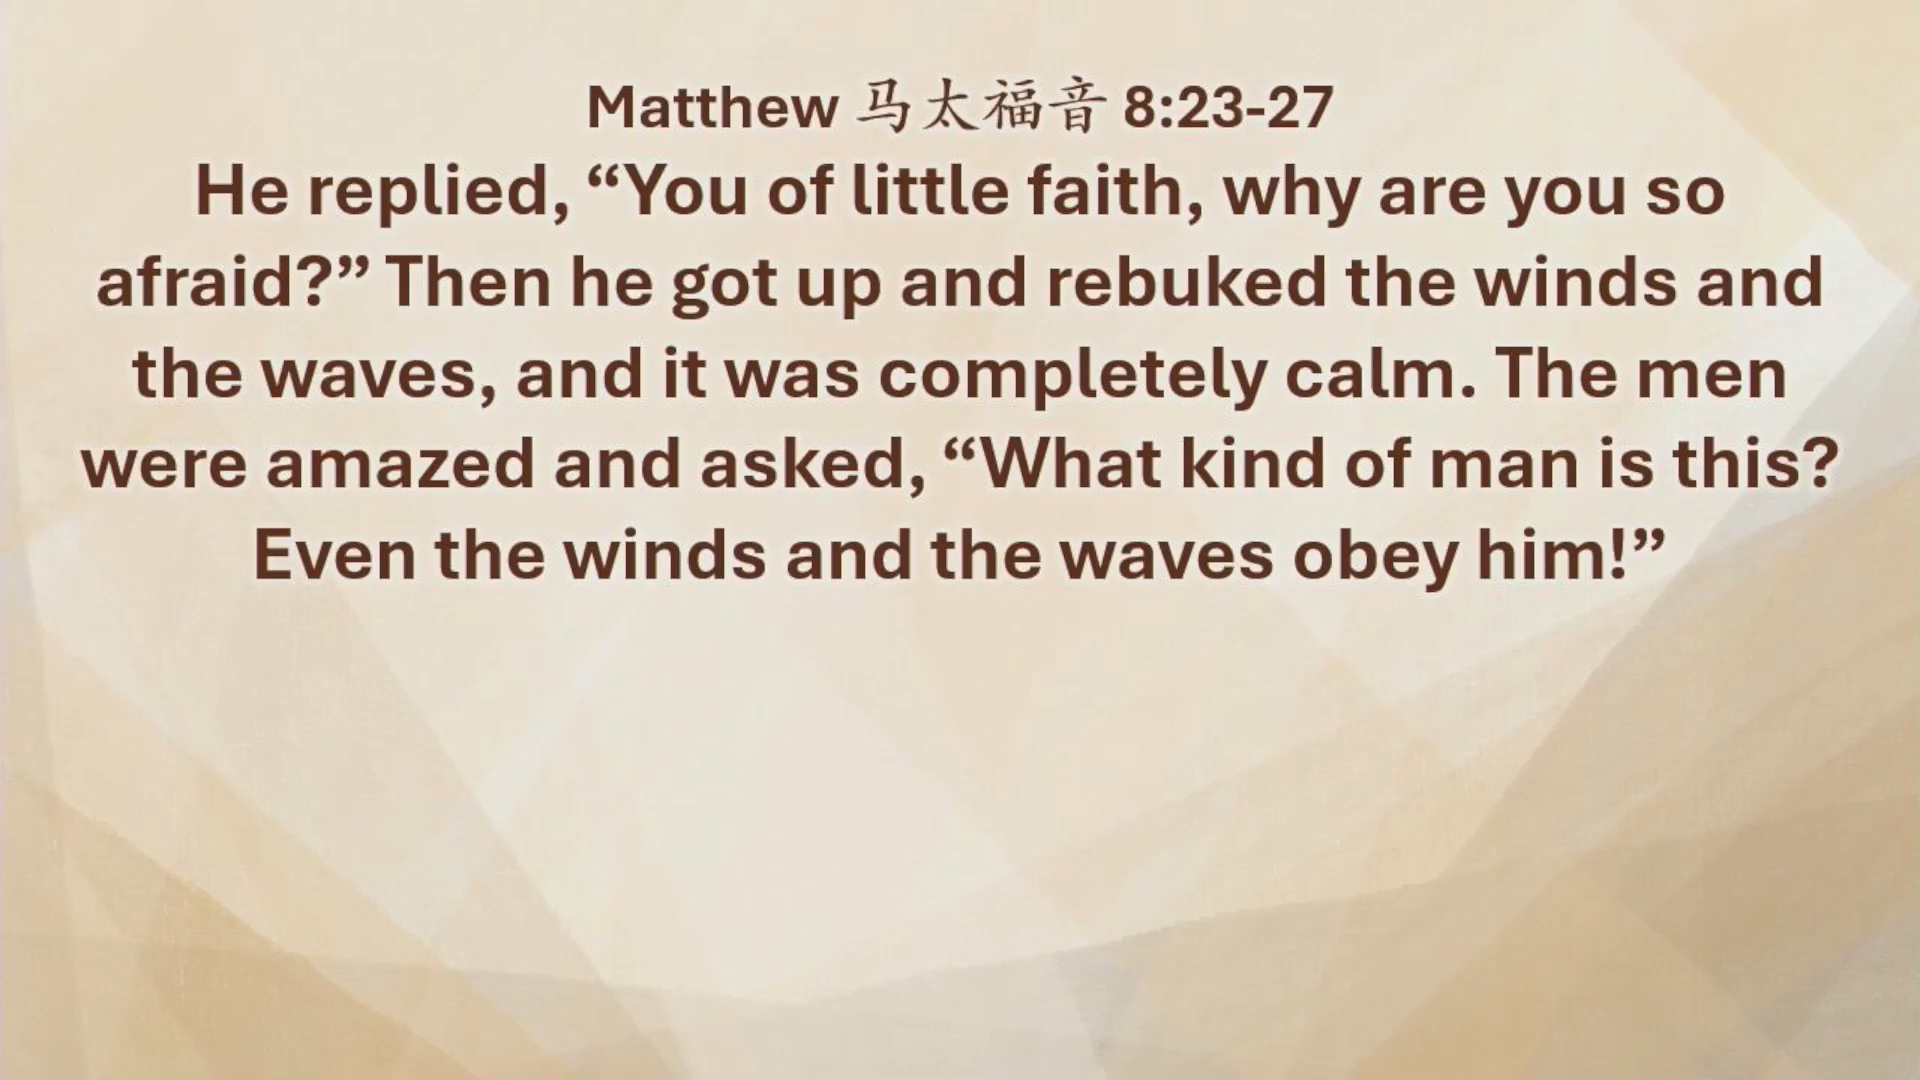 Matthew 马太福音 8:23-27
He replied, “You of little faith, why are you so
afraid?” Then he got up and rebuked the winds and
the waves, and it was completely calm. The men
were amazed and asked, “What kind of man is this?
Even the winds and the waves obey him!”